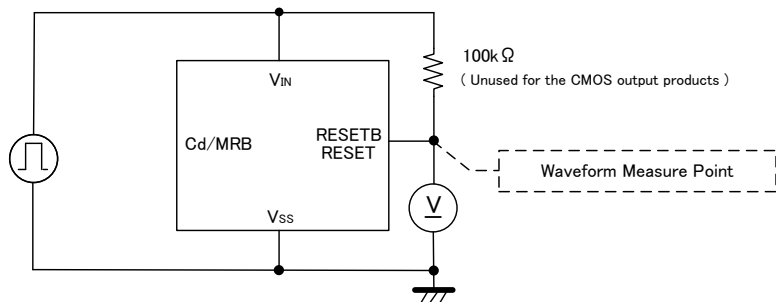 100kΩ
( Unused for the CMOS output products )
VIN
Cd/MRB
RESETB
RESET
Waveform Measure Point
V
VSS